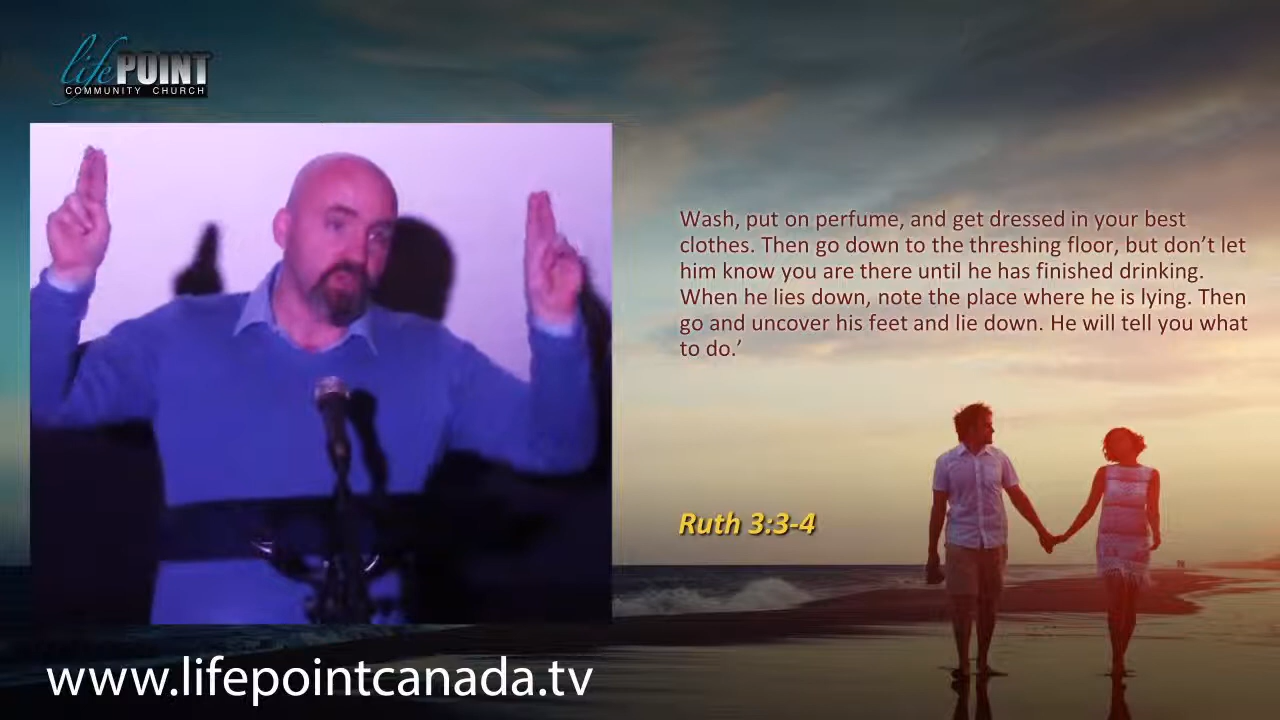 lifePOINT
COMMUNITY CHURCH
Wash, put on perfume, and get dressed in your best
clothes. Then go down to the threshing floor, but don’t let
him know you are there until he has finished drinking.
When he lies down, note the place where he is lying. Then
go and uncover his feet and lie down. He will tell you what
to do.’
Ruth 3:3-4
www.lifepointcanada.tv